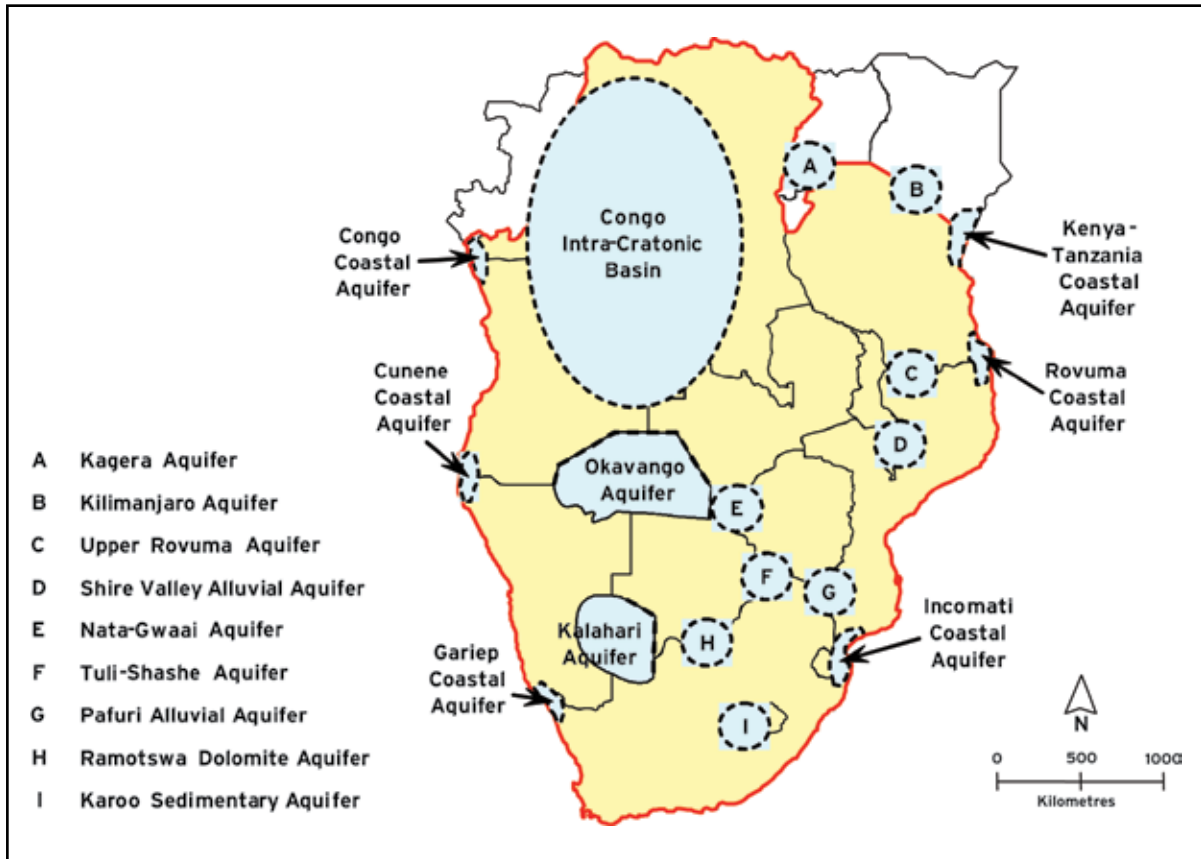 Congo
Intra-Cratonic
Basin
A
B
Congo
Coastal
Aquifer
Kenya-
Tanzania
Coastal
Aquifer
Cunene
Coastal
Aquifer
C
Rovuma
Coastal
Aquifer
D
Okavango
Aquifer
E
F
G
Incomati
Coastal
Aquifer
Kalahari
Aquifer
H
Gariep
Coastal
Aquifer
I
A Kagera Aquifer
B Kilimanjaro Aquifer
C Upper Rovuma Aquifer
D Shire Valley Alluvial Aquifer
E Nata-Gwaai Aquifer
F Tuli-Shashe Aquifer
G Pafuri Alluvial Aquifer
H Ramotswa Dolomite Aquifer
I Karoo Sedimentary Aquifer
N
0 500 1000
Kilometres